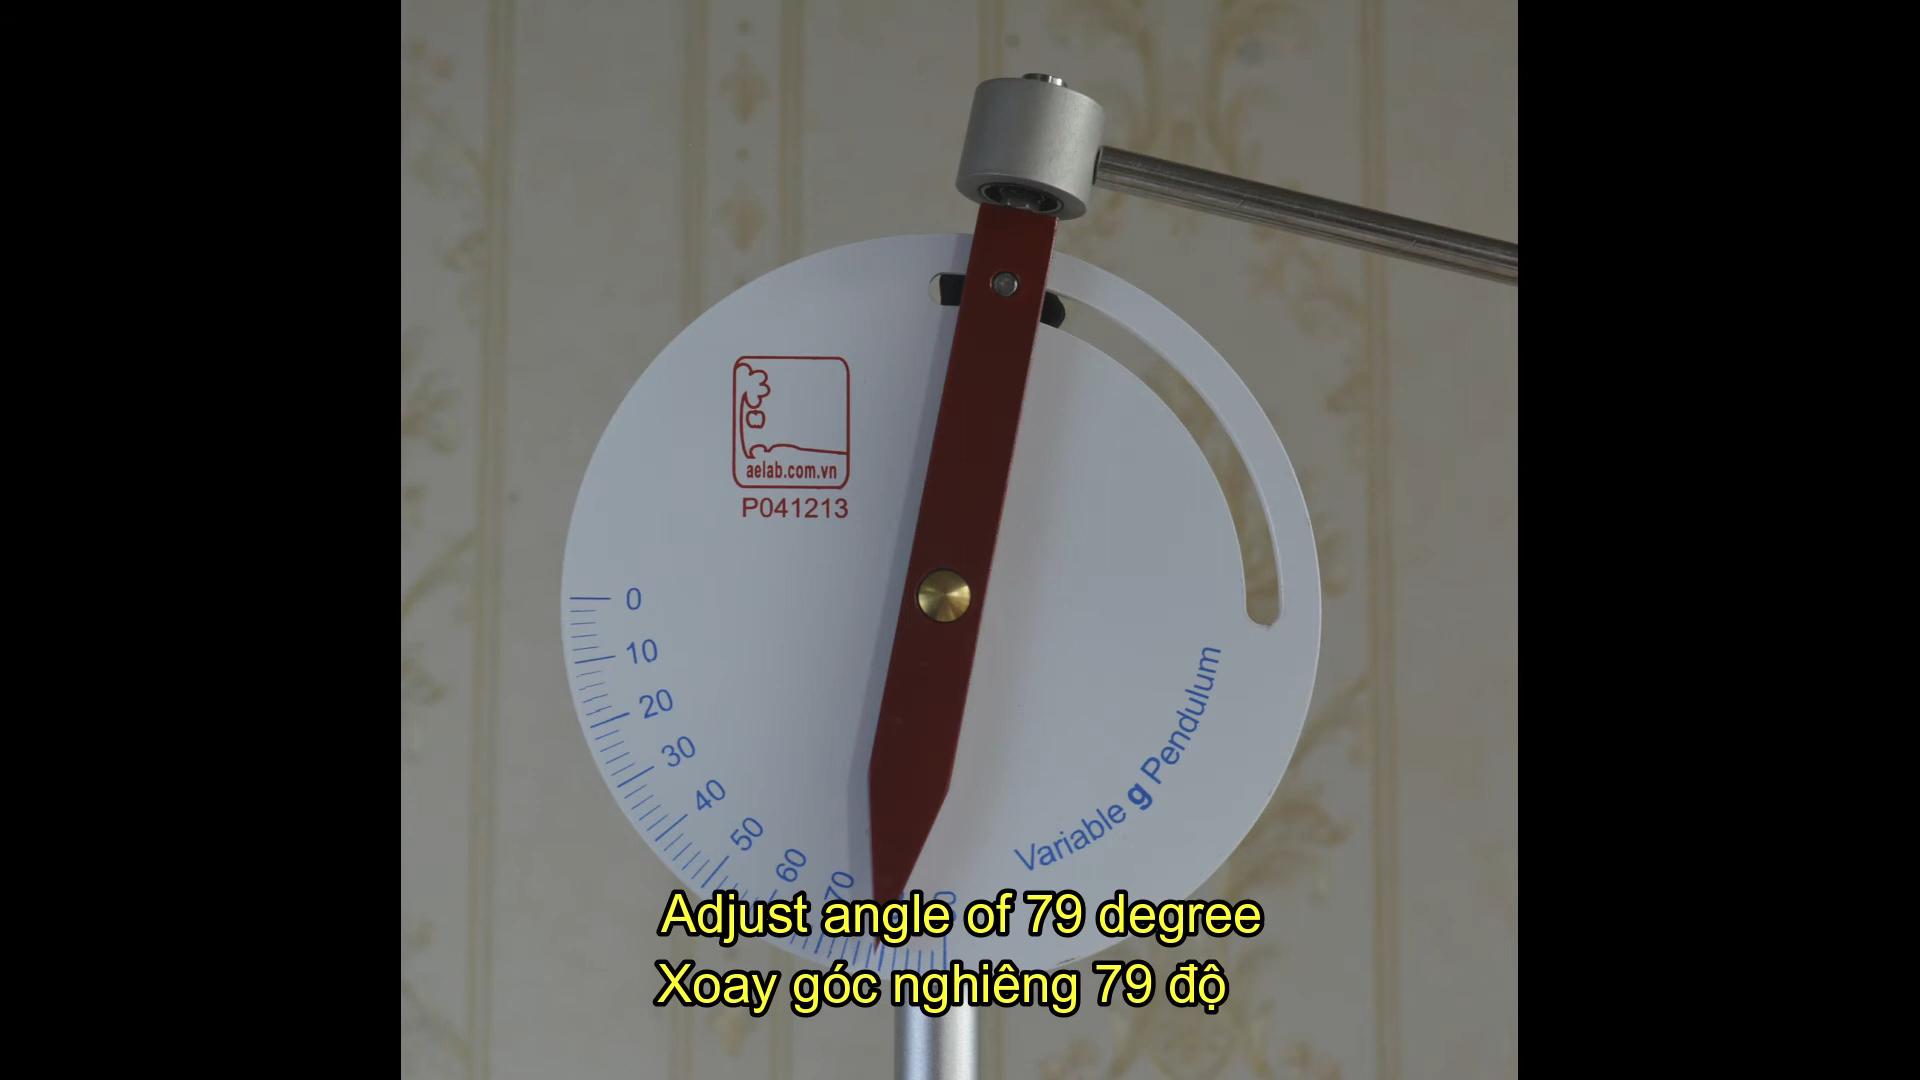 aelab.com.vn
P041213
0
10
20
30
40
50
60
70
Variable g Pendulum
Adjust angle of 79 degree
Xoay góc nghiêng 79 độ